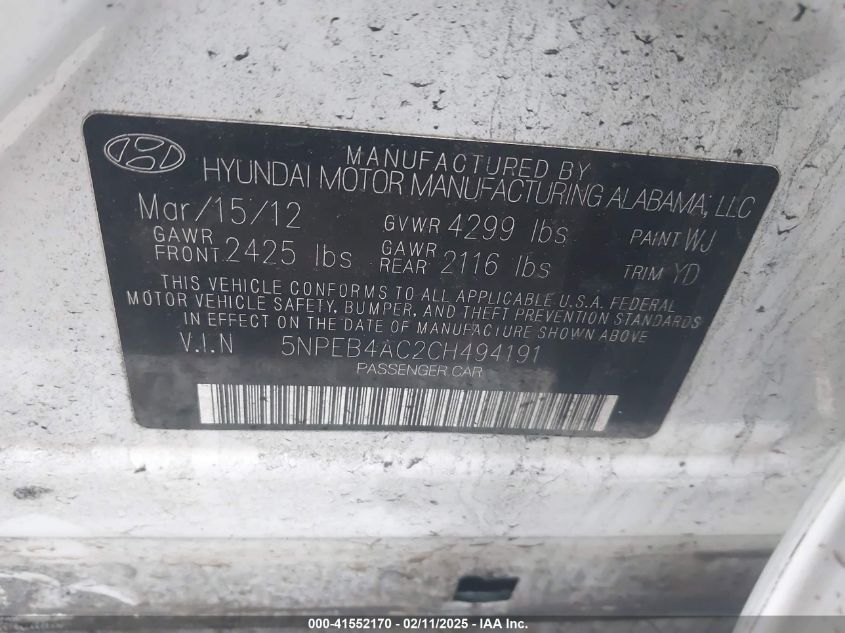 MANUFACTURED BY
HYUNDAI MOTOR MANUFACTURING ALABAMA, LLC
Mar/15/12 GVWR 4299 lbs PAINT WJ
GAWR FRONT 2425 lbs GAWR REAR 2116 lbs TRIM YD
THIS VEHICLE CONFORMS TO ALL APPLICABLE U.S.A. FEDERAL
MOTOR VEHICLE SAFETY, BUMPER, AND THEFT PREVENTION STANDARDS
IN EFFECT ON THE DATE OF MANUFACTURE SHOWN ABOVE
V.I.N 5NPEB4AC2CH494191
PASSENGER CAR
000-41552170 - 02/11/2025 - IAA Inc.